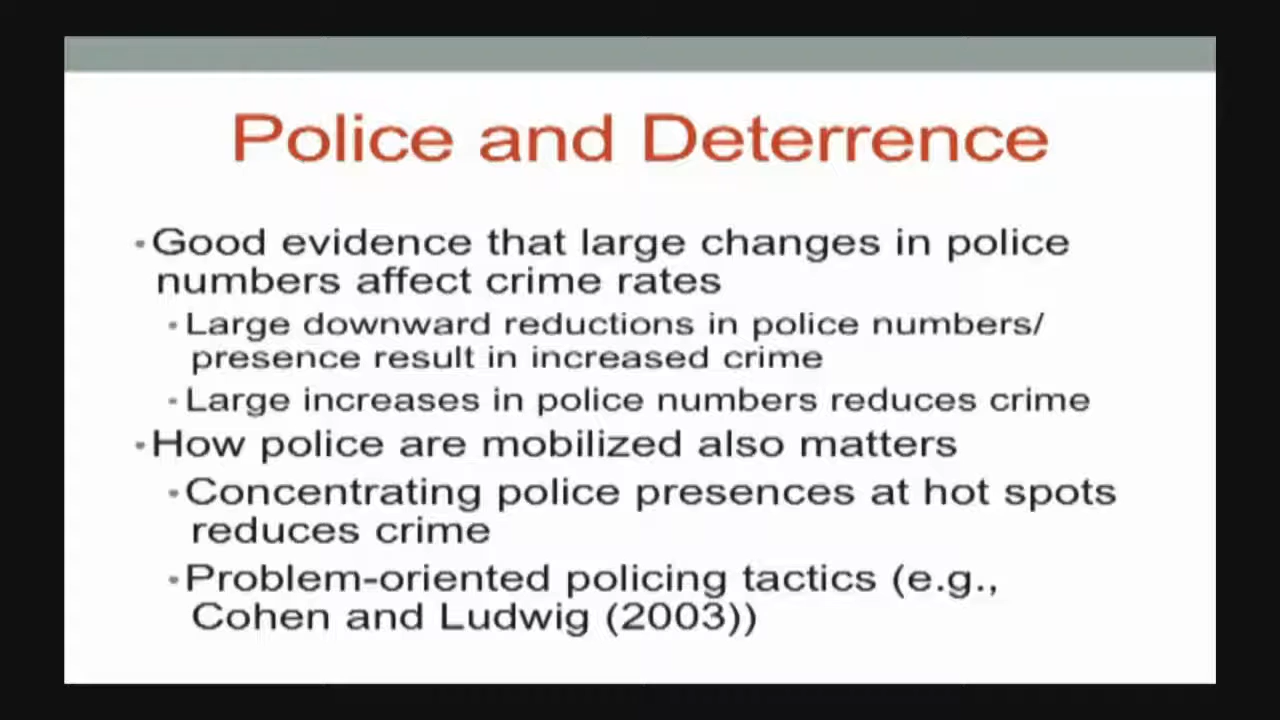 Police and Deterrence
•Good evidence that large changes in police
numbers affect crime rates
•Large downward reductions in police numbers/
presence result in increased crime
•Large increases in police numbers reduces crime
•How police are mobilized also matters
•Concentrating police presences at hot spots
reduces crime
•Problem-oriented policing tactics (e.g.,
Cohen and Ludwig (2003))